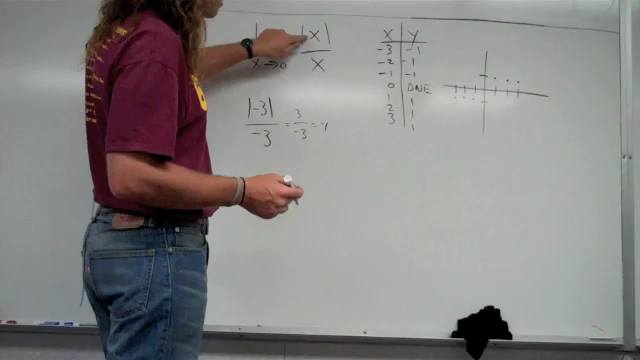 |x|
x→0 x
|-3|
-3 = 3/-3 = -1
x y
-3 -1
-2 -1
-1 -1
0 DNE
1 1
2 1
3 1